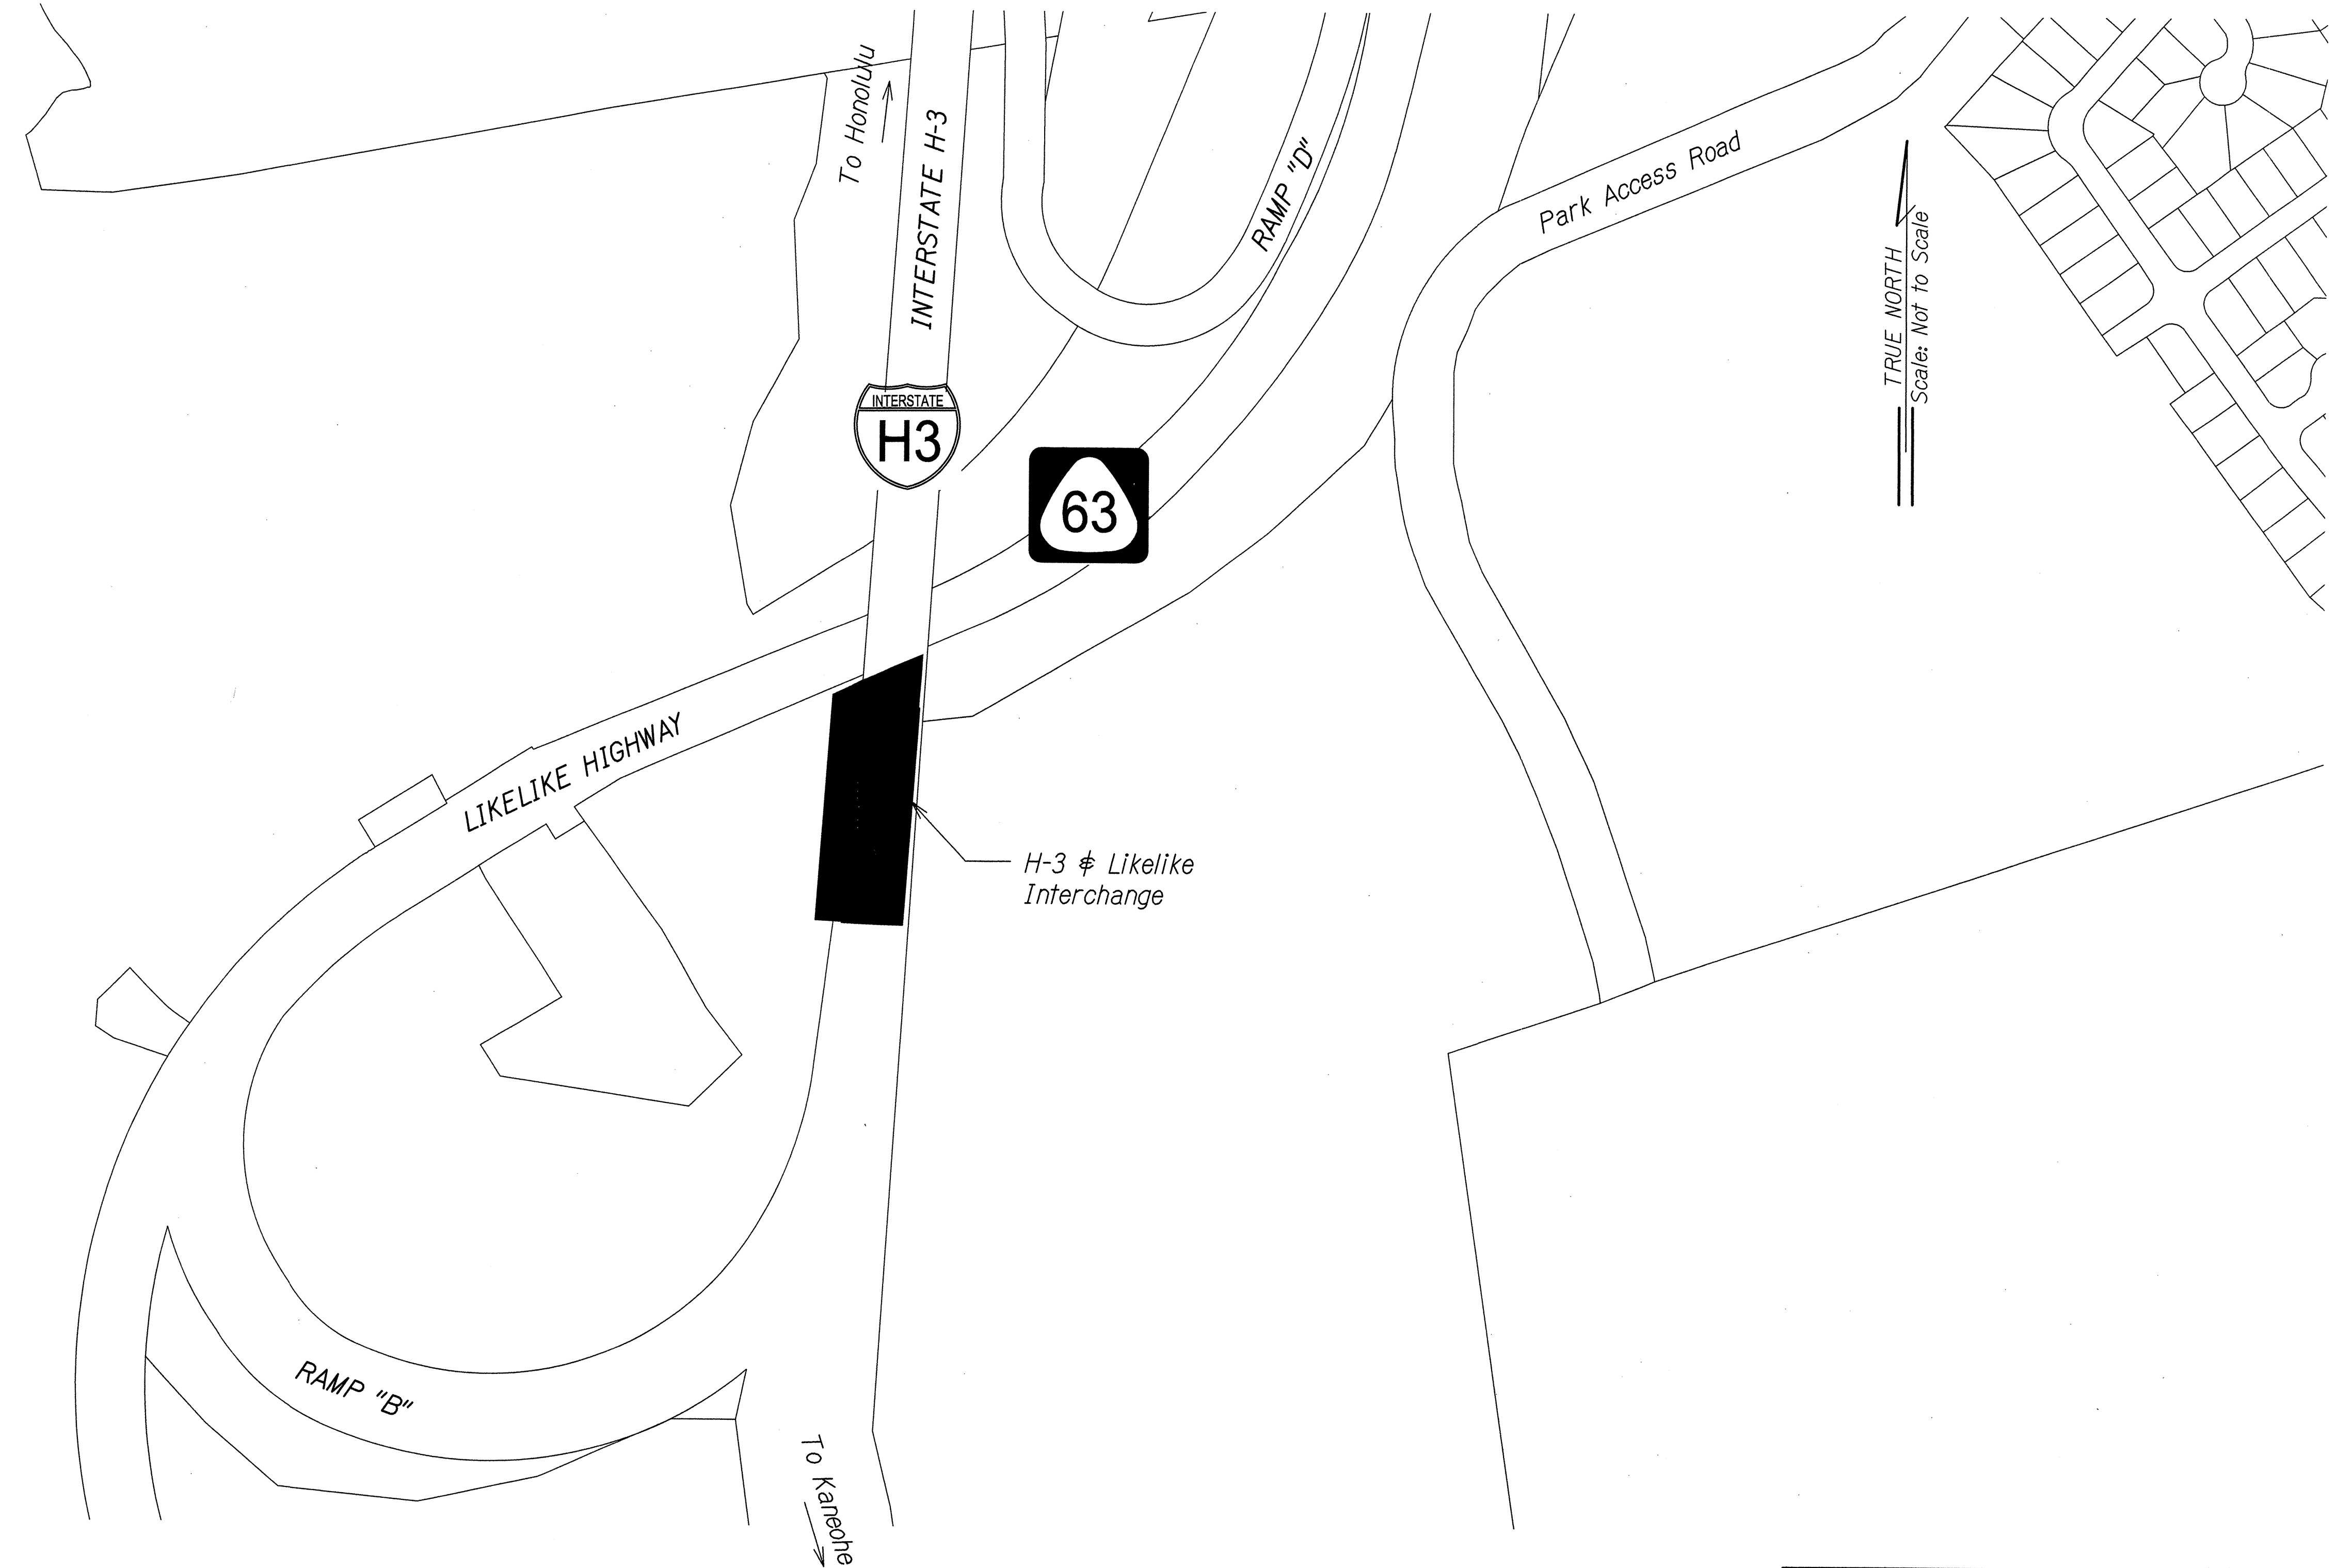 To Honolulu
INTERSTATE H-3
RAMP "D"
Park Access Road
TRUE NORTH
Scale: Not to Scale
INTERSTATE
H3
63
LIKELIKE HIGHWAY
H-3 & Likelike
Interchange
RAMP "B"
To Kaneohe